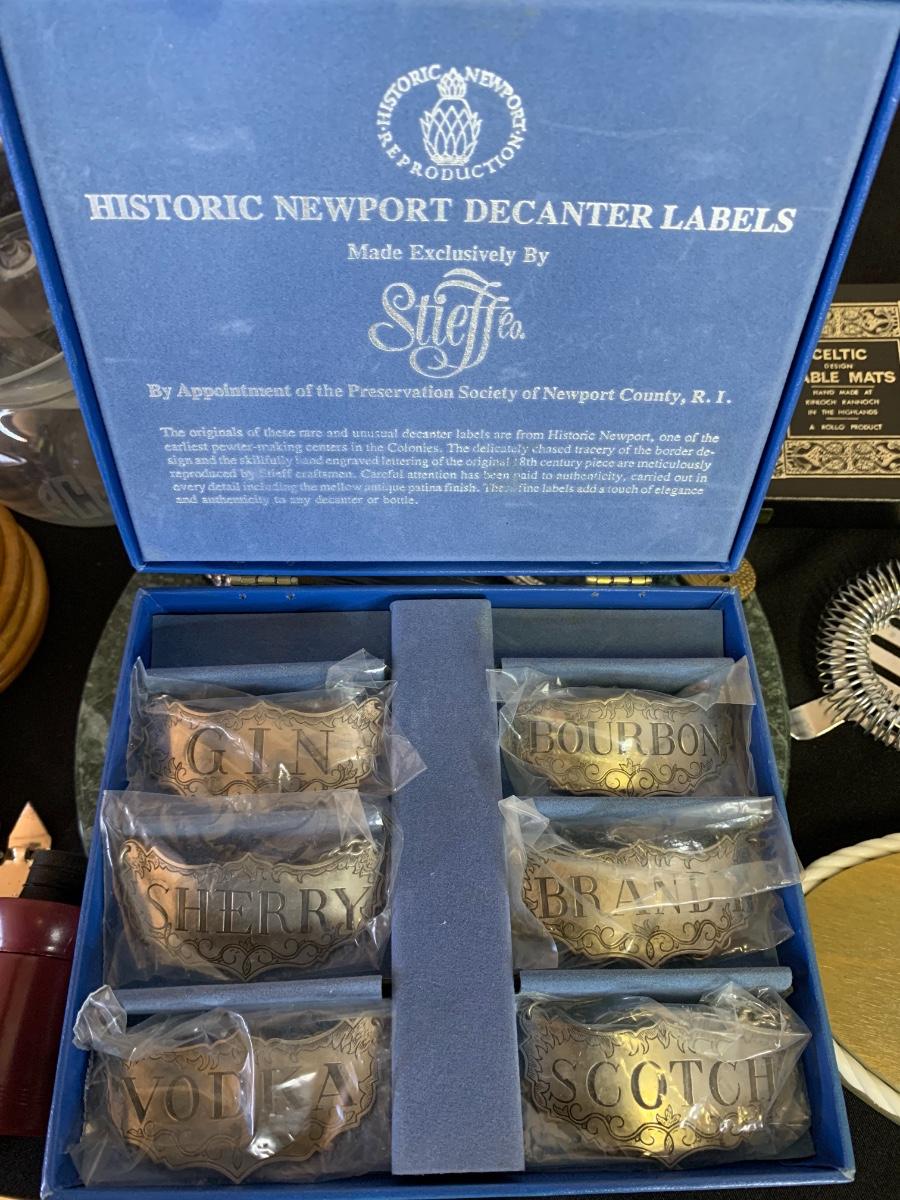 HISTORIC NEWPORT
REPRODUCTION
HISTORIC NEWPORT DECANTER LABELS
Made Exclusively By
Stieff Co.
By Appointment of the Preservation Society of Newport County, R. I.
The originals of these rare and unusual decanter labels are from Historic Newport, one of the
earliest pewter-making centers in the Colonies. The delicately chased tracery of the border de-
sign and the skillfully hand engraved lettering of the original 18th century piece are meticulously
reproduced by Stieff craftsmen. Careful attention has been paid to authenticity, carried out in
every detail including the mellow antique patina finish. These fine labels add a touch of elegance
and authenticity to any decanter or bottle.
CELTIC
DESIGN
ABLE MATS
HAND MADE AT
KINLOCH RANNOCH
IN THE HIGHLANDS
A ROLLO PRODUCT
GIN
BOURBON
SHERRY
BRANDY
VODKA
SCOTCH